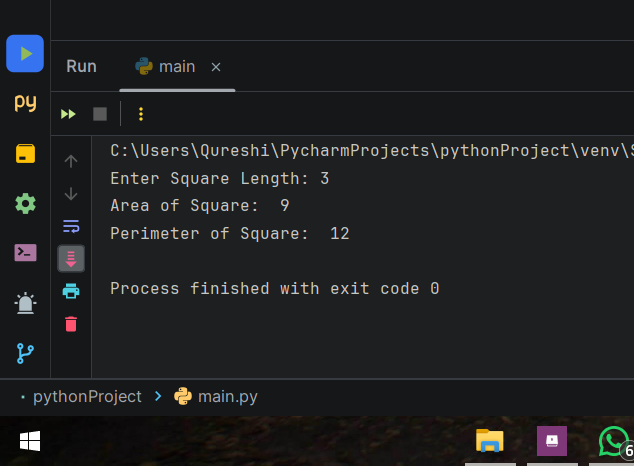 Run
main
py
C:\Users\Qureshi\PycharmProjects\pythonProject\venv\S
Enter Square Length: 3
Area of Square:  9
Perimeter of Square:  12
Process finished with exit code 0
pythonProject
main.py
6